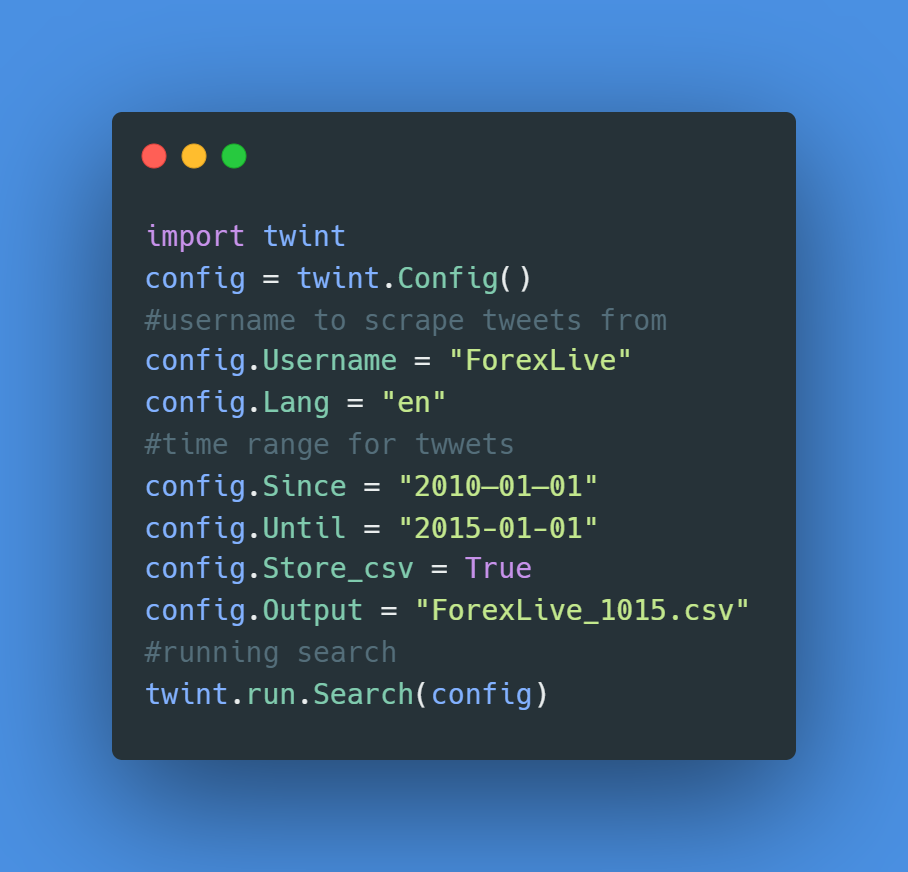 import twint
config = twint.Config()
#username to scrape tweets from
config.Username = "ForexLive"
config.Lang = "en"
#time range for twwets
config.Since = "2010–01–01"
config.Until = "2015-01-01"
config.Store_csv = True
config.Output = "ForexLive_1015.csv"
#running search
twint.run.Search(config)